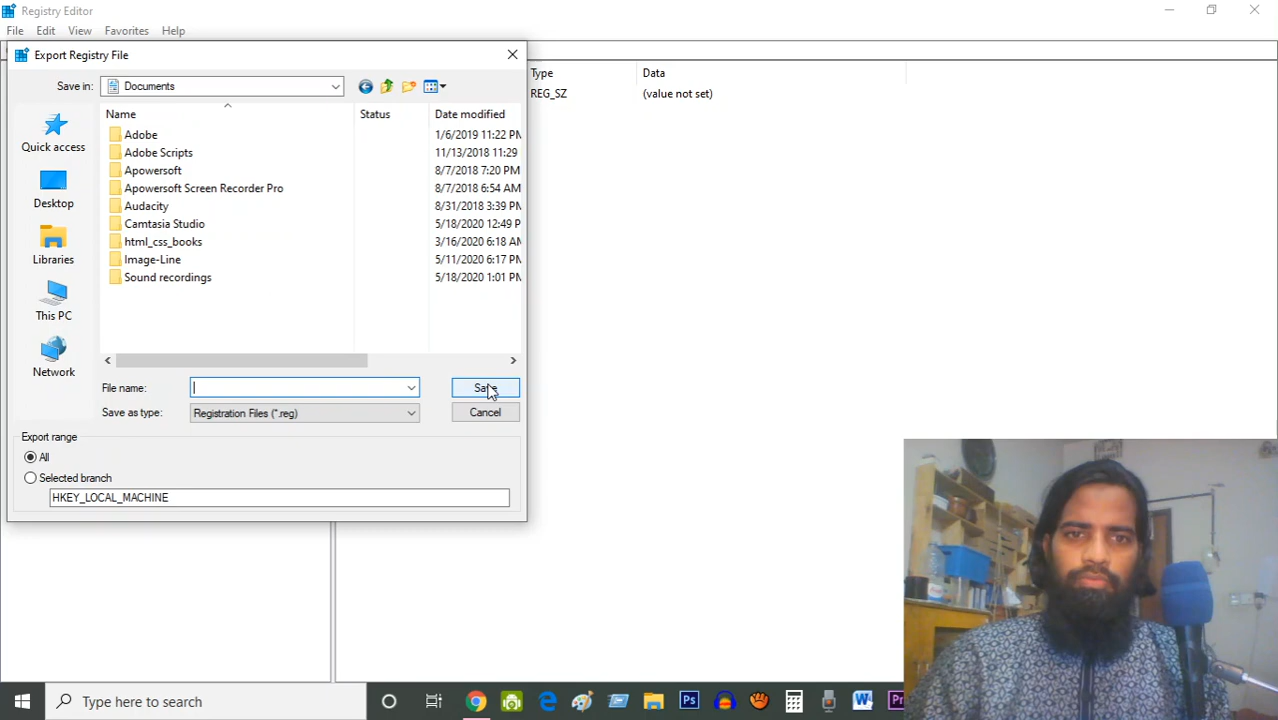 Registry Editor
File Edit View Favorites Help
Export Registry File
Save in: Documents
Type Data
REG_SZ (value not set)
Name Status Date modified
Adobe 1/6/2019 11:22 PM
Adobe Scripts 11/13/2018 11:29
Apowersoft 8/7/2018 7:20 PM
Apowersoft Screen Recorder Pro 8/7/2018 6:54 AM
Audacity 8/31/2018 3:39 PM
Camtasia Studio 5/18/2020 12:49 P
html_css_books 3/16/2020 6:18 AM
Image-Line 5/11/2020 6:17 PM
Sound recordings 5/18/2020 1:01 PM
Quick access
Desktop
Libraries
This PC
Network
File name: Save
Save as type: Registration Files (*.reg) Cancel
Export range
All
Selected branch
HKEY_LOCAL_MACHINE
Type here to search
Ps
W
Pr